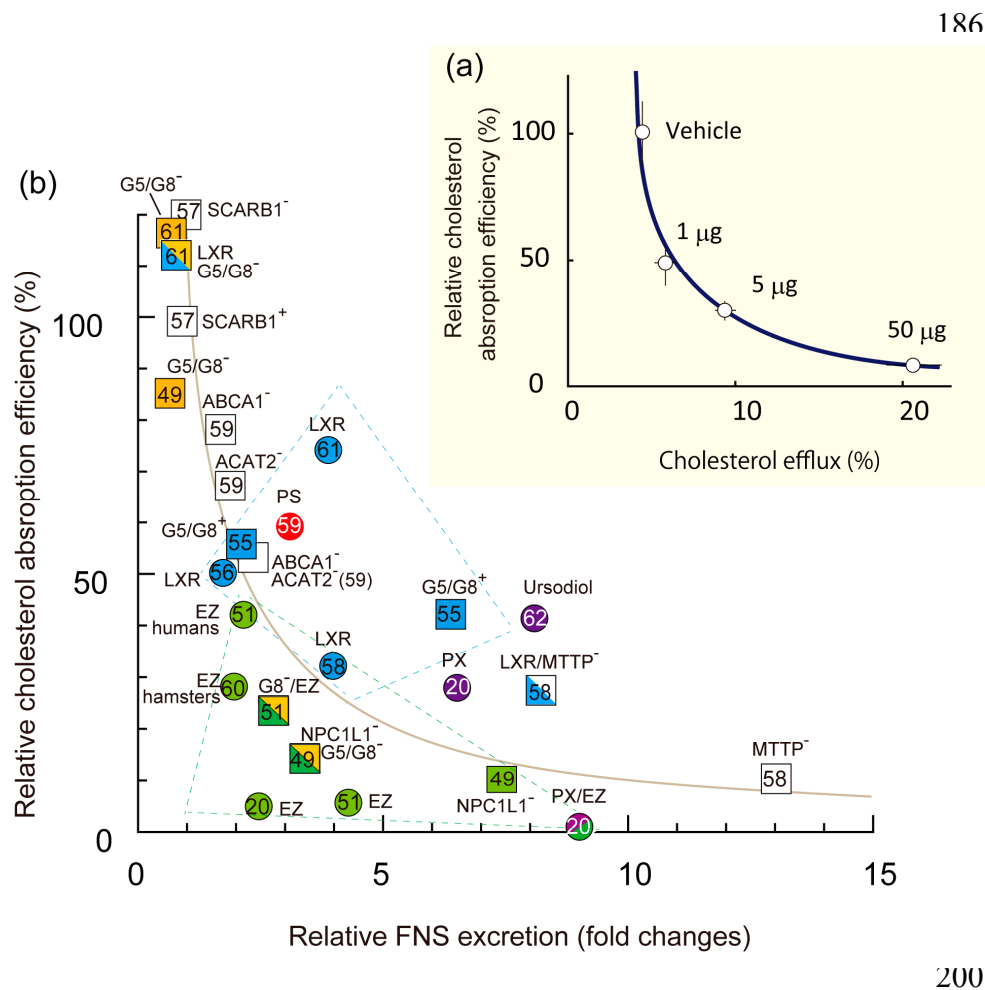 186
(a)
Relative cholesterol
absroption efficiency (%)
100
50
0
Vehicle
1 μg
5 μg
50 μg
0
10
20
Cholesterol efflux (%)
(b)
Relative cholesterol absroption efficiency (%)
100
50
0
G5/G8-
57
SCARB1-
61
61
LXR
G5/G8-
57
SCARB1+
G5/G8-
49
ABCA1-
59
LXR
61
ACAT2-
59
PS
59
G5/G8+
55
ABCA1-
ACAT2-(59)
LXR
56
G5/G8+
55
Ursodiol
62
EZ
humans
51
LXR
58
PX
20
LXR/MTTP-
58
EZ
hamsters
60
G8-/EZ
51
NPC1L1-
G5/G8-
49
MTTP-
58
49
NPC1L1-
PX/EZ
20
20
EZ
51
EZ
0
5
10
15
Relative FNS excretion (fold changes)
200